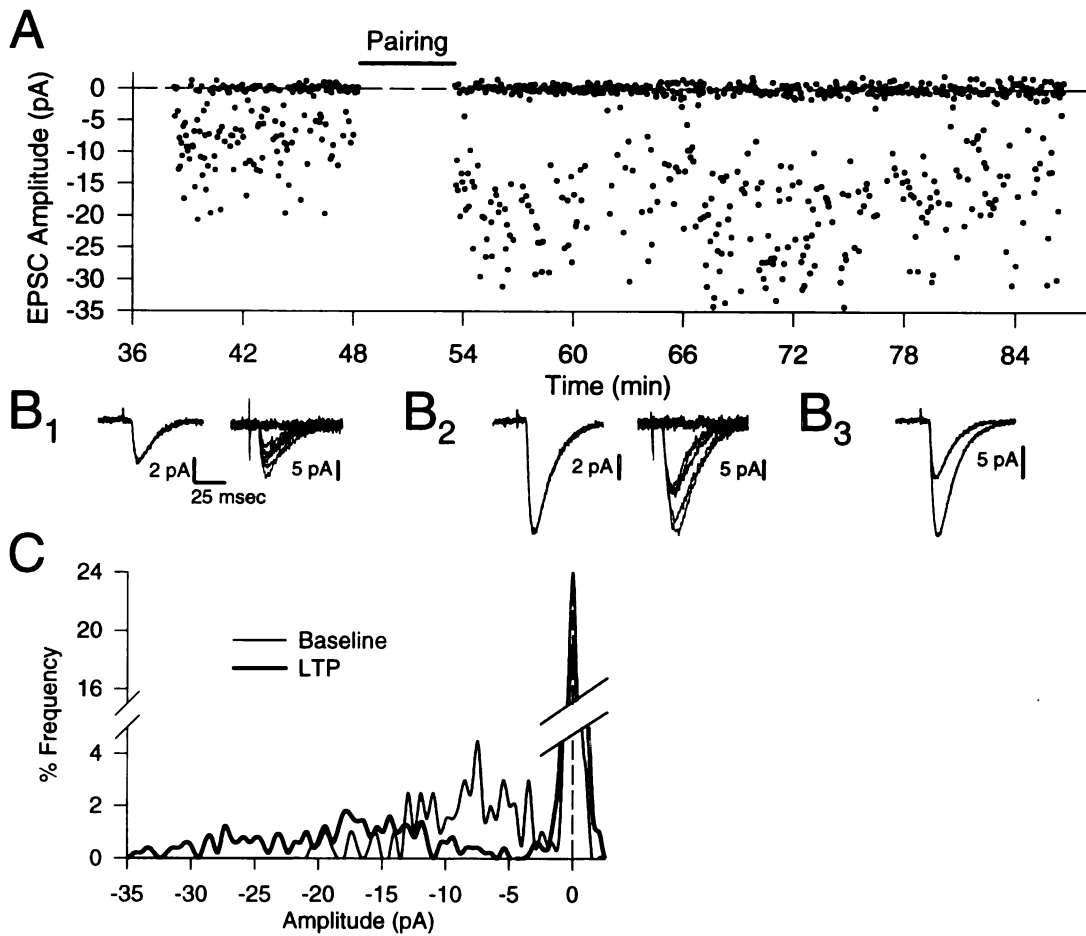 A
Pairing
EPSC Amplitude (pA)
0
-5
-10
-15
-20
-25
-30
-35
36 42 48 54 60 66 72 78 84
Time (min)
B1
2 pA
25 msec
5 pA
B2
2 pA
5 pA
B3
5 pA
C
% Frequency
24
20
16
4
2
0
Baseline
LTP
-35 -30 -25 -20 -15 -10 -5 0
Amplitude (pA)